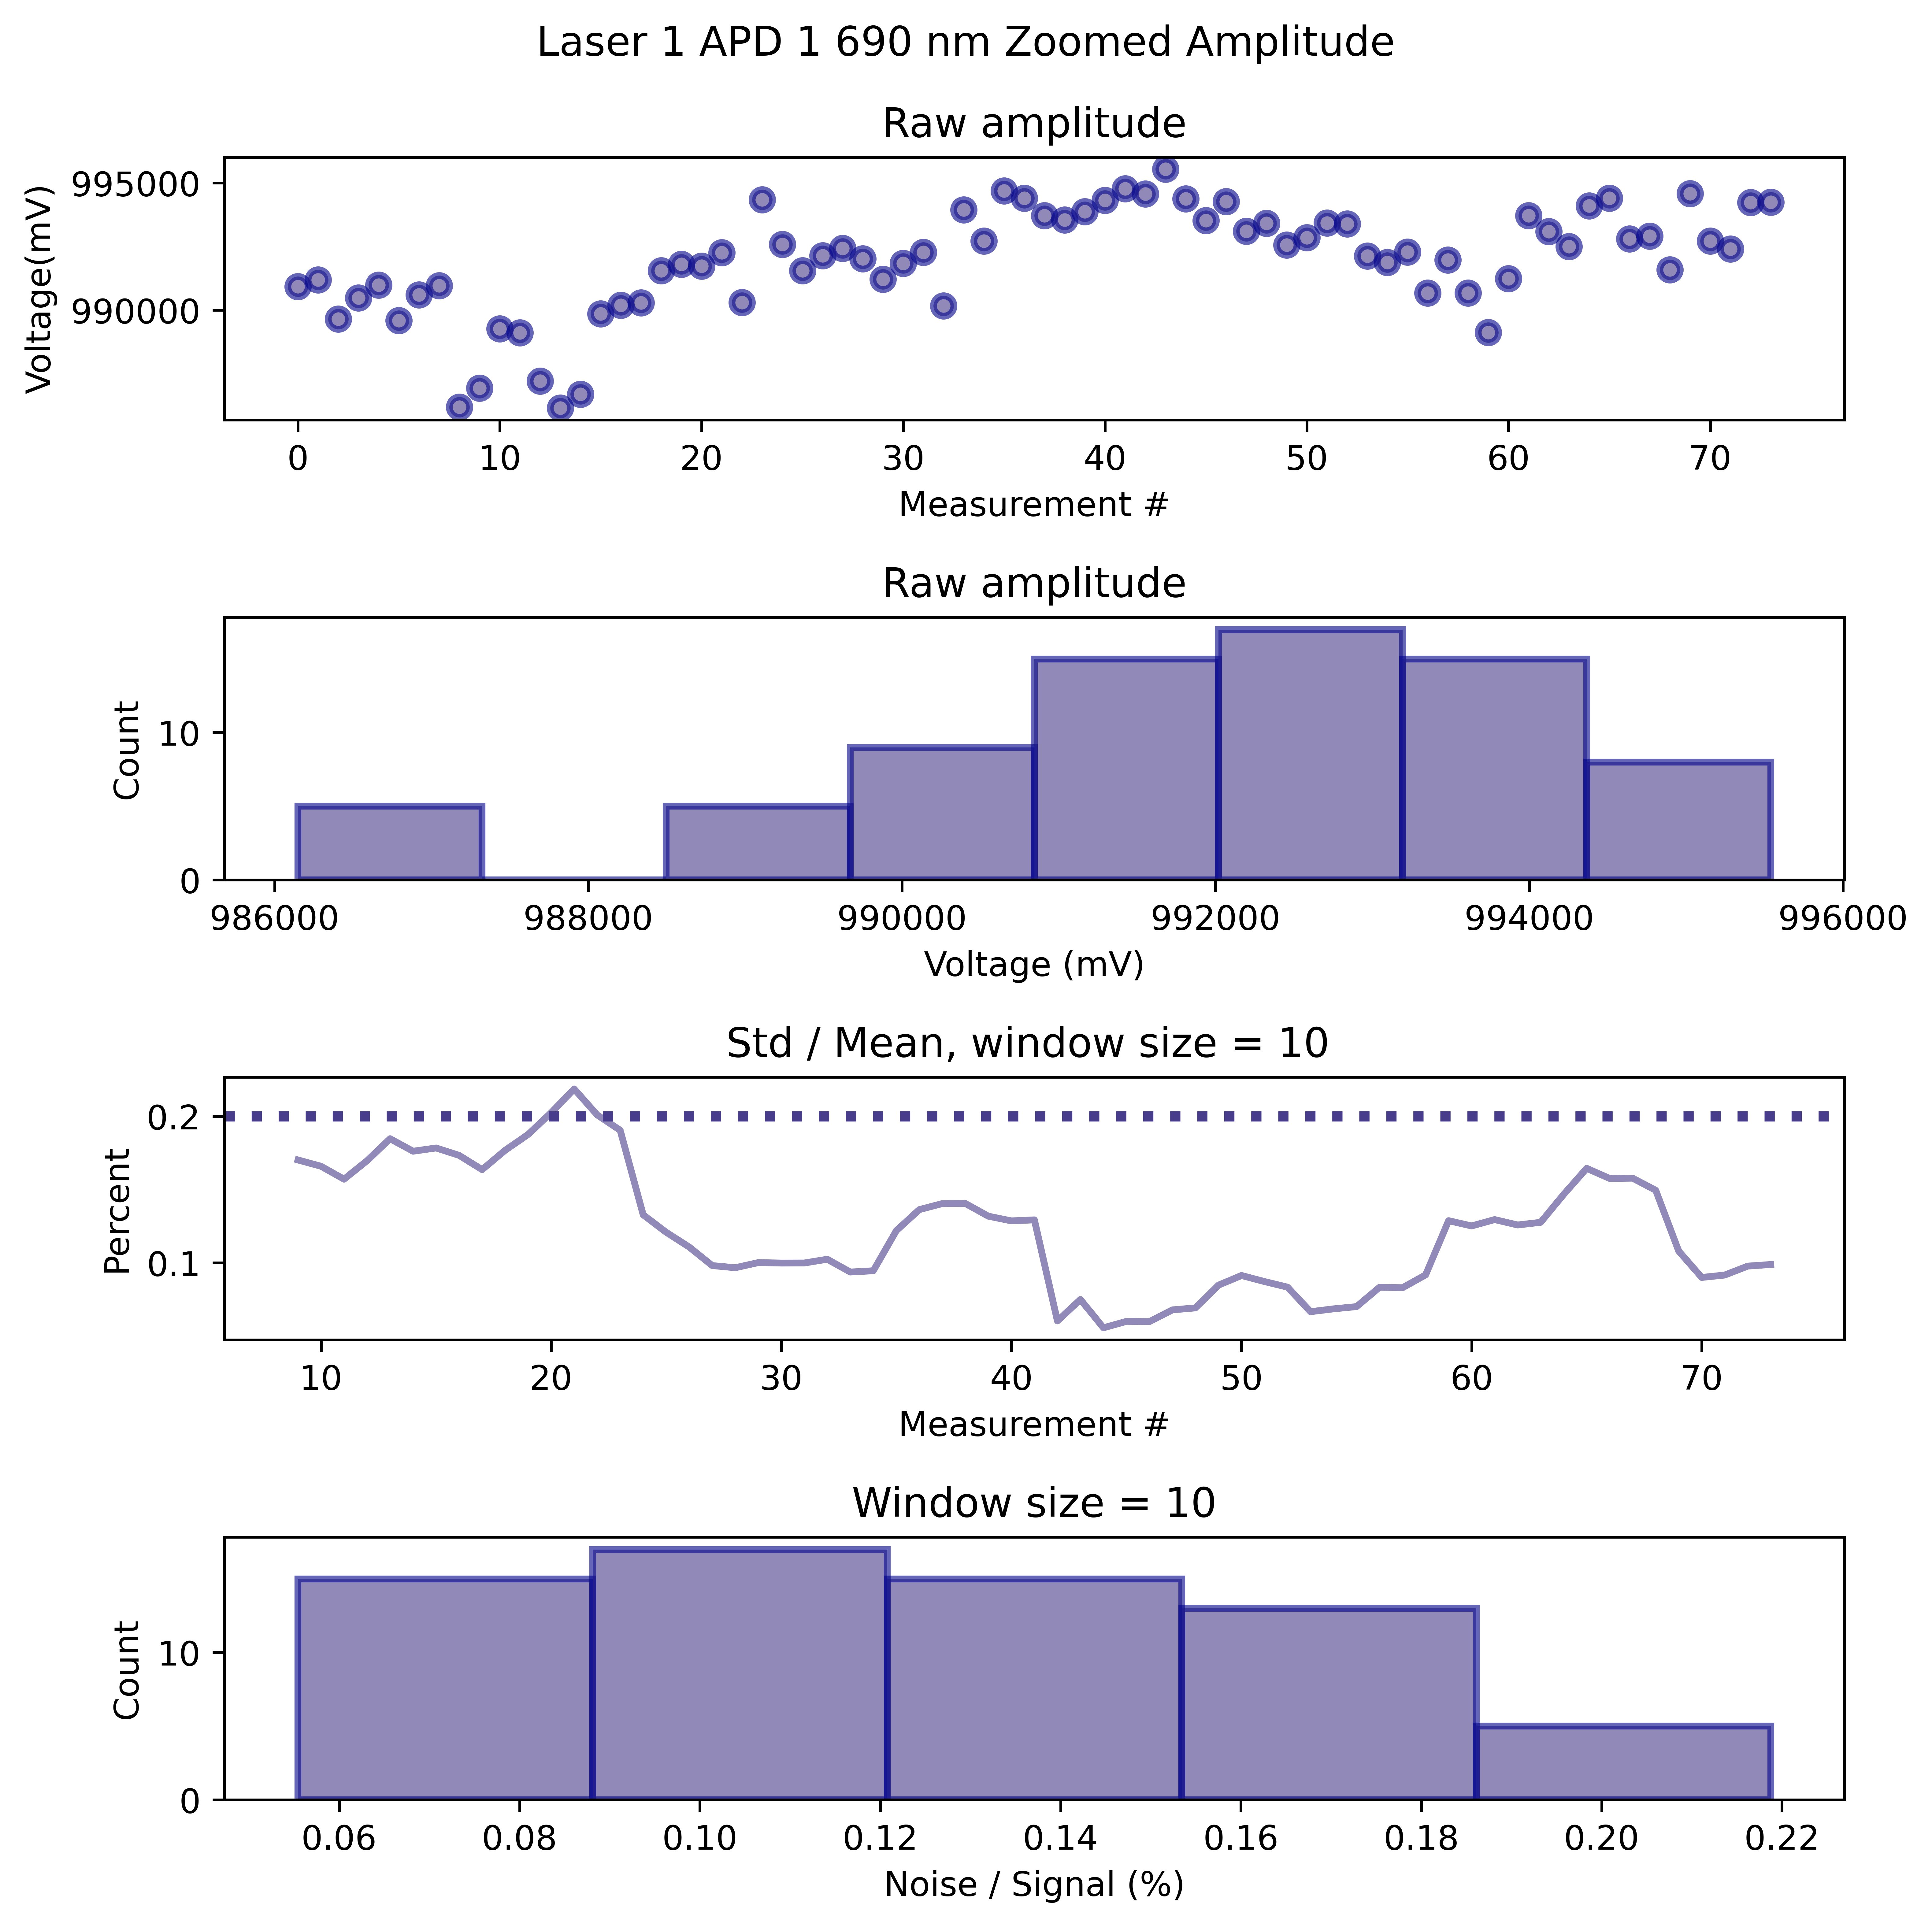 Laser 1 APD 1 690 nm Zoomed Amplitude
Raw amplitude
Voltage(mV)
995000
990000
0 10 20 30 40 50 60 70
Measurement #
Raw amplitude
Count
10
0
986000 988000 990000 992000 994000 996000
Voltage (mV)
Std / Mean, window size = 10
Percent
0.2
0.1
10 20 30 40 50 60 70
Measurement #
Window size = 10
Count
10
0
0.06 0.08 0.10 0.12 0.14 0.16 0.18 0.20 0.22
Noise / Signal (%)